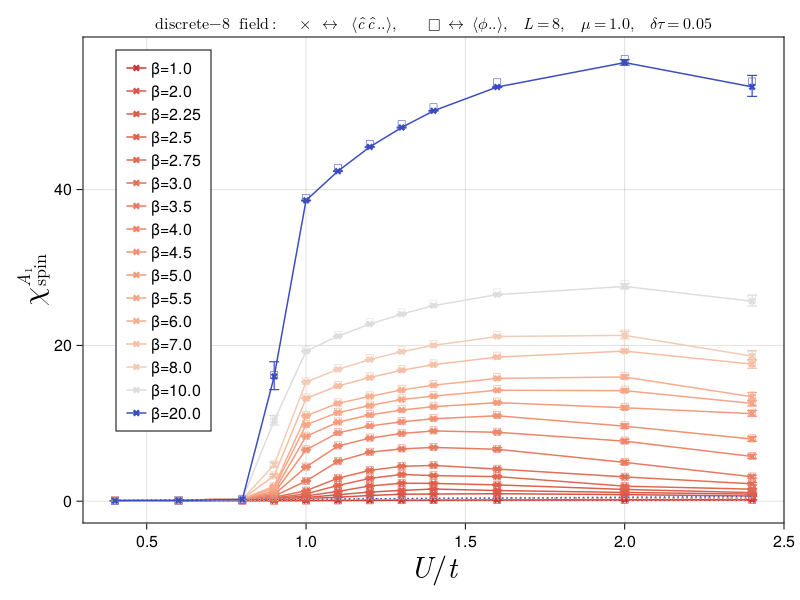 discrete−8 field : × ↔ ⟨ĉ ĉ ..⟩, □ ↔ ⟨ϕ..⟩, L = 8, μ = 1.0, δτ = 0.05
β=1.0
β=2.0
β=2.25
β=2.5
β=2.75
β=3.0
β=3.5
β=4.0
β=4.5
β=5.0
β=5.5
β=6.0
β=7.0
β=8.0
β=10.0
β=20.0
40
20
0
χ^{A_1}_{spin}
0.5 1.0 1.5 2.0 2.5
U/t